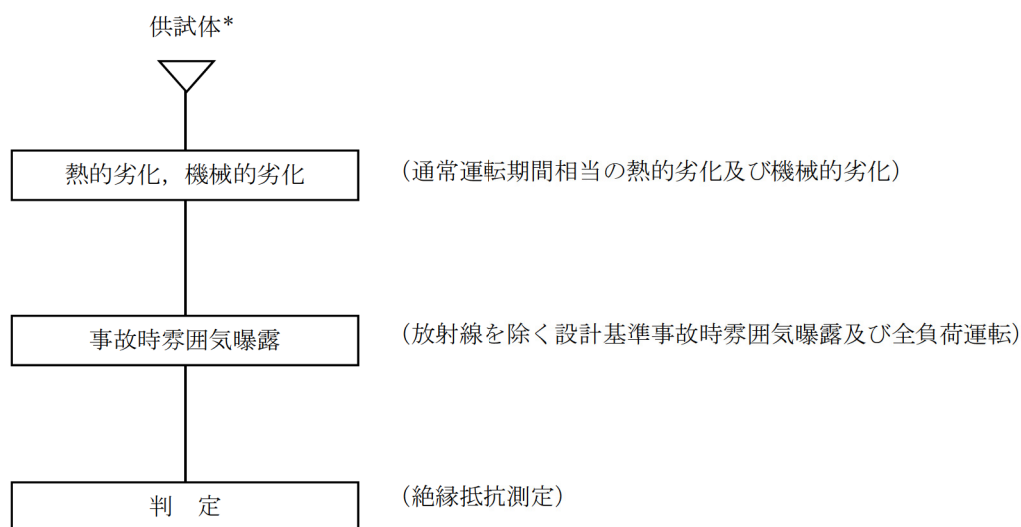 供試体*
熱的劣化，機械的劣化
（通常運転期間相当の熱的劣化及び機械的劣化）
事故時雰囲気曝露
（放射線を除く設計基準事故時雰囲気曝露及び全負荷運転）
判　定
（絶縁抵抗測定）